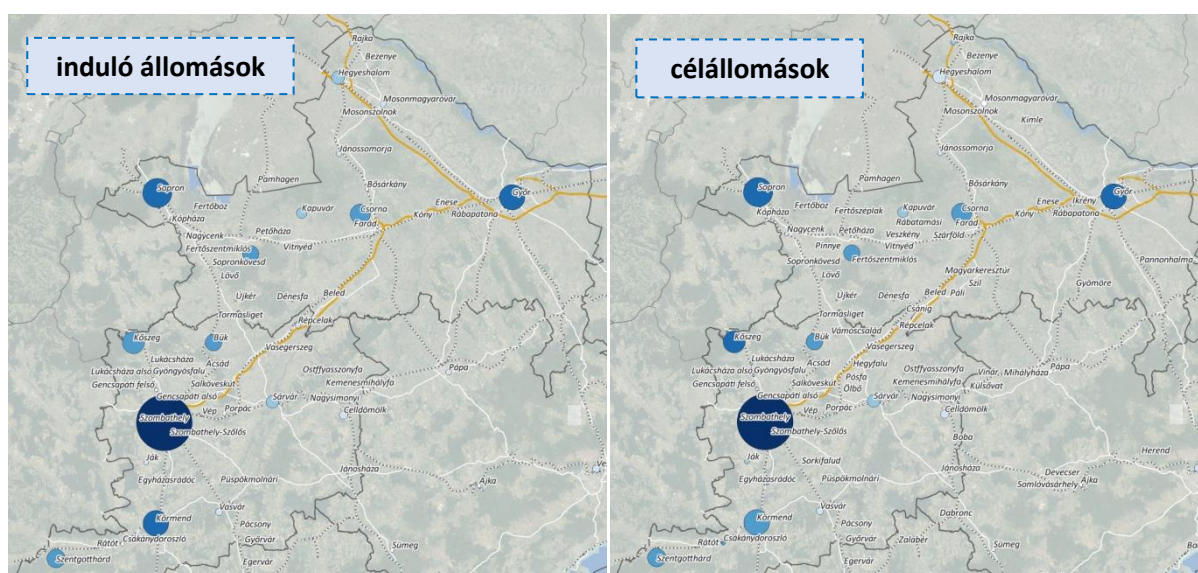 induló állomások
Rajka
Bezenye
Hegyeshalom
Mosonmagyaróvár
Mosonszolnok
Jánossomorja
Pamhagen
Sopron
Bősárkány
Győr
Fertőboz
Kapuvár
Csorna
Enese
Kópháza
Farád
Kóny
Rábapatona
Nagycenk
Petőháza
Vitnyéd
Fertőszentmiklós
Sopronkövesd
Lövő
Újkér
Dénesfa
Beled
Tormásliget
Répcelak
Kőszeg
Bük
Vasegerszeg
Lukácsháza
Ács​ád
Lukácsháza alsó
Gyöngyösfalu
Ostffyasszonyfa
Pápa
Gencsapáti felső
Salköveskut
Kemenesmihályfa
Gencsapáti alsó
Sárvár
Nagysimonyi
Vép
Porpác
Celldömölk
Szombathely
Szombathely-Szőlős
Ják
Jánosháza
Egyházasrádóc
Püspökmolnári
Ajka
Vasvár
Körmend
Csákánydoroszló
Pácsony
Rátót
Győrvár
Sümeg
Szentgotthárd
Egervár
célállomások
Rajka
Bezenye
Hegyeshalom
Mosonmagyaróvár
Mosonszolnok
Kimle
Jánossomorja
Pamhagen
Sopron
Bősárkány
Győr
Fertőboz
Fertőszéplak
Kapuvár
Csorna
Enese
Ikrény
Kópháza
Rábatamási
Farád
Kóny
Rábapatona
Nagycenk
Petőháza
Veszkény
Szárföld
Pinnye
Vitnyéd
Sopronkövesd
Fertőszentmiklós
Pannonhalma
Lövő
Magyarkeresztúr
Szil
Gyömöre
Újkér
Dénesfa
Beled
Páli
Tormásliget
Csánig
Kőszeg
Bük
Vámoscsalád
Répcelak
Vasegerszeg
Lukácsháza
Acsád
Hegyfalu
Lukácsháza alsó
Gyöngyösfalu
Ostffyasszonyfa
Pápa
Gencsapáti felső
Salköveskut
Pósfa
Kemenesmihályfa
Vinár
Mihályháza
Gencsapáti alsó
Ölbő
Külsővat
Sárvár
Nagysimonyi
Vép
Porpác
Celldömölk
Szombathely
Szombathely-Szőlős
Boba
Ják
Sorkifalud
Jánosháza
Herend
Egyházasrádóc
Püspökmolnári
Devecser
Ajka
Somlóvásárhely
Vasvár
Dabronc
Körmend
Csákánydoroszló
Pácsony
Rátót
Győrvár
Zalabér
Sümeg
Szentgotthárd
Egervár